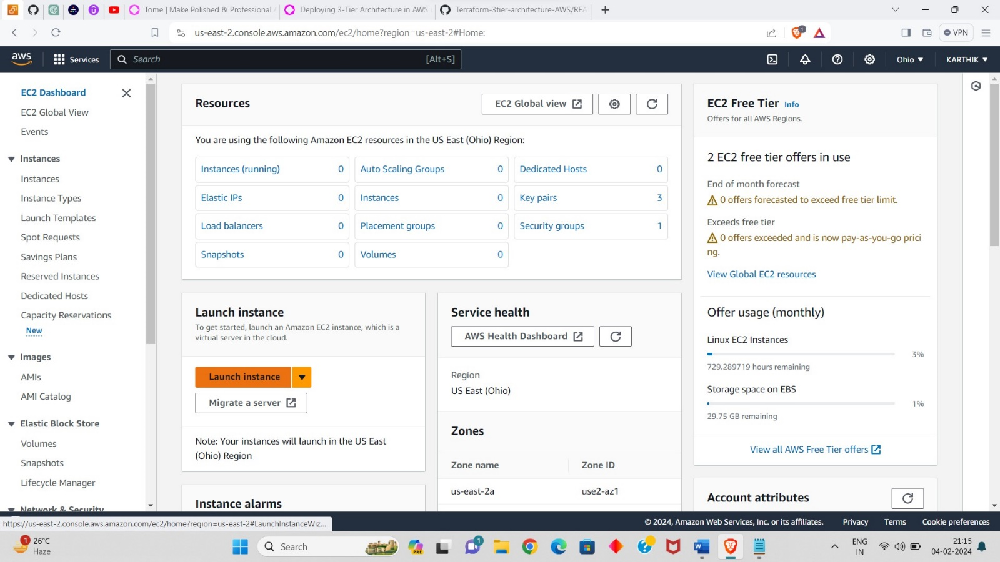 Tome | Make Polished & Professional
Deploying 3-Tier Architecture in AWS
Terraform-3tier-architecture-AWS/REA
us-east-2.console.aws.amazon.com/ec2/home?region=us-east-2#Home:
1
VPN
aws
Services
Search
[Alt+S]
Ohio
KARTHIK
EC2 Dashboard
EC2 Global View
Events
Instances
Instances
Instance Types
Launch Templates
Spot Requests
Savings Plans
Reserved Instances
Dedicated Hosts
Capacity Reservations
New
Images
AMIs
AMI Catalog
Elastic Block Store
Volumes
Snapshots
Lifecycle Manager
Network & Security
Resources
EC2 Global view
You are using the following Amazon EC2 resources in the US East (Ohio) Region:
Instances (running) 0
Auto Scaling Groups 0
Dedicated Hosts 0
Elastic IPs 0
Instances 0
Key pairs 3
Load balancers 0
Placement groups 0
Security groups 1
Snapshots 0
Volumes 0
Launch instance
To get started, launch an Amazon EC2 instance, which is a
virtual server in the cloud.
Launch instance
Migrate a server
Note: Your instances will launch in the US East
(Ohio) Region
Instance alarms
Service health
AWS Health Dashboard
Region
US East (Ohio)
Zones
Zone name Zone ID
us-east-2a use2-az1
EC2 Free Tier Info
Offers for all AWS Regions.
2 EC2 free tier offers in use
End of month forecast
0 offers forecasted to exceed free tier limit.
Exceeds free tier
0 offers exceeded and is now pay-as-you-go prici
ng.
View Global EC2 resources
Offer usage (monthly)
Linux EC2 Instances
3%
729.289719 hours remaining
Storage space on EBS
1%
29.75 GB remaining
View all AWS Free Tier offers
Account attributes
https://us-east-2.console.aws.amazon.com/ec2/home?region=us-east-2#LaunchInstanceWiz...
© 2024, Amazon Web Services, Inc. or its affiliates.
Privacy
Terms
Cookie preferences
1
26°C
Haze
Search
PRE
1
ENG
IN
21:15
04-02-2024